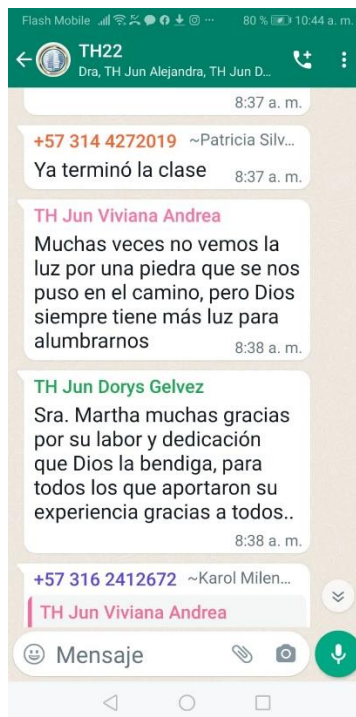 Flash Mobile 80 % 10:44 a. m.
TH22
Dra, TH Jun Alejandra, TH Jun D...
8:37 a. m.
+57 314 4272019 ~Patricia Silv...
Ya terminó la clase 8:37 a. m.
TH Jun Viviana Andrea
Muchas veces no vemos la
luz por una piedra que se nos
puso en el camino, pero Dios
siempre tiene más luz para
alumbrarnos 8:38 a. m.
TH Jun Dorys Gelvez
Sra. Martha muchas gracias
por su labor y dedicación
que Dios la bendiga, para
todos los que aportaron su
experiencia gracias a todos..
8:38 a. m.
+57 316 2412672 ~Karol Milen...
TH Jun Viviana Andrea
Mensaje